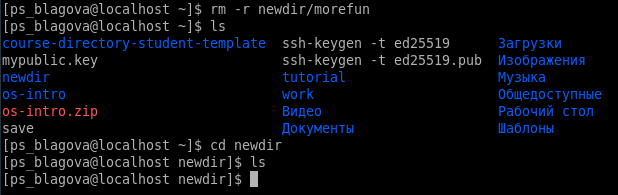 [ps_blagova@localhost ~]$ rm -r newdir/morefun
[ps_blagova@localhost ~]$ ls
course-directory-student-template  ssh-keygen -t ed25519      Загрузки
mypublic.key                       ssh-keygen -t ed25519.pub  Изображения
newdir                             tutorial                   Музыка
os-intro                           work                       Общедоступные
os-intro.zip                       Видео                      Рабочий стол
save                               Документы                  Шаблоны
[ps_blagova@localhost ~]$ cd newdir
[ps_blagova@localhost newdir]$ ls
[ps_blagova@localhost newdir]$